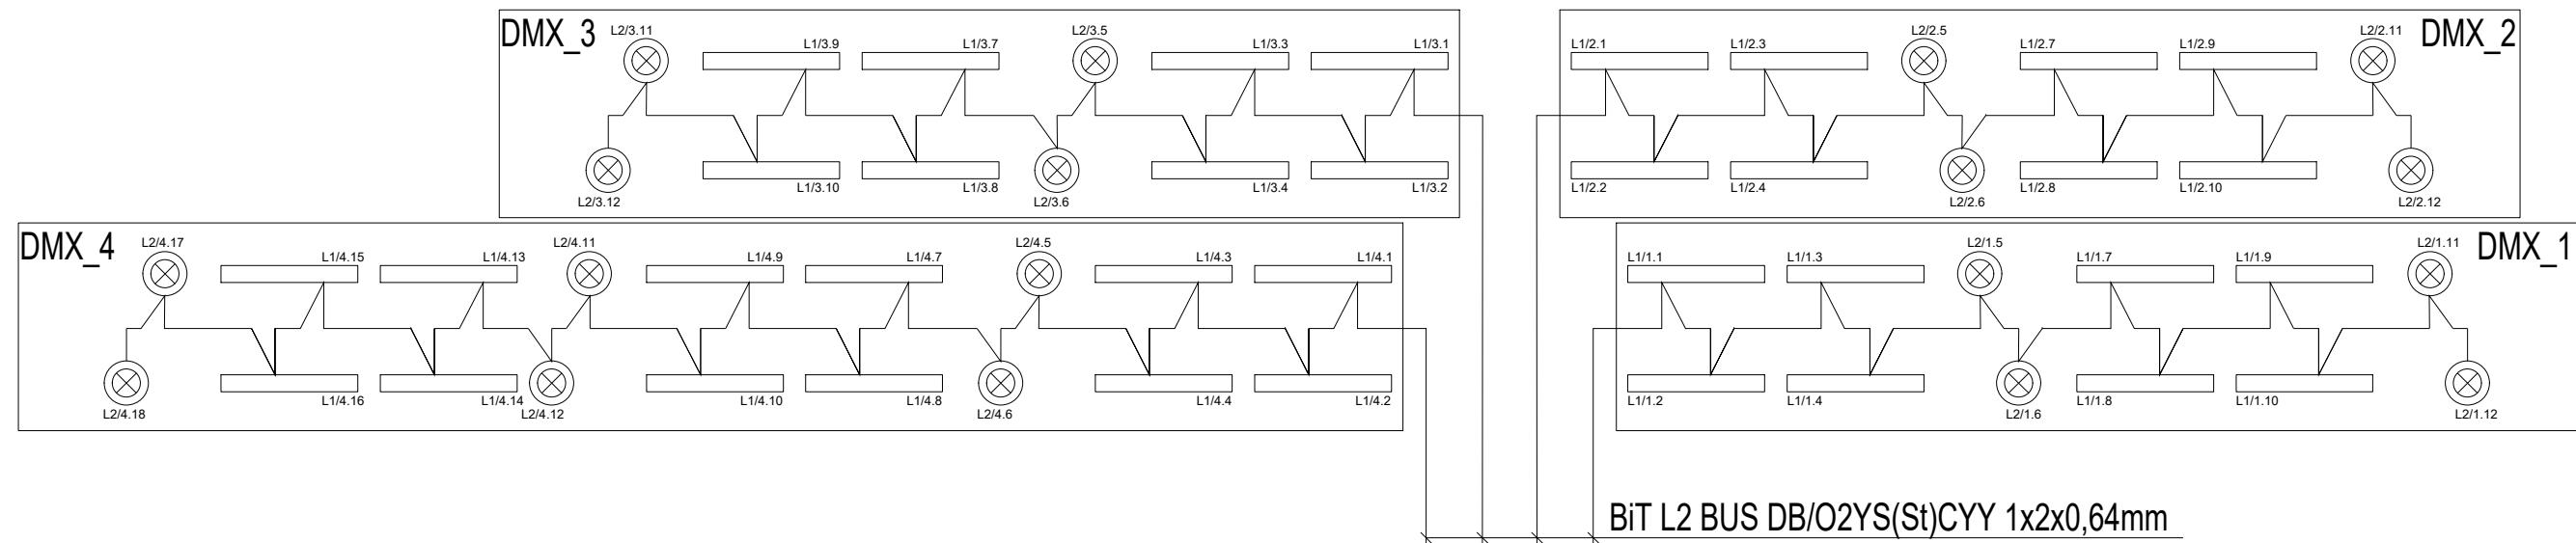 DMX_3
L2/3.11
L1/3.9
L1/3.7
L2/3.5
L1/3.3
L1/3.1
L2/3.12
L1/3.10
L1/3.8
L2/3.6
L1/3.4
L1/3.2
L1/2.1
L1/2.3
L2/2.5
L1/2.7
L1/2.9
L2/2.11
DMX_2
L1/2.2
L1/2.4
L2/2.6
L1/2.8
L1/2.10
L2/2.12
DMX_4
L2/4.17
L1/4.15
L1/4.13
L2/4.11
L1/4.9
L1/4.7
L2/4.5
L1/4.3
L1/4.1
L2/4.18
L1/4.16
L1/4.14
L2/4.12
L1/4.10
L1/4.8
L2/4.6
L1/4.4
L1/4.2
L1/1.1
L1/1.3
L2/1.5
L1/1.7
L1/1.9
L2/1.11
DMX_1
L1/1.2
L1/1.4
L2/1.6
L1/1.8
L1/1.10
L2/1.12
BiT L2 BUS DB/O2YS(St)CYY 1x2x0,64mm